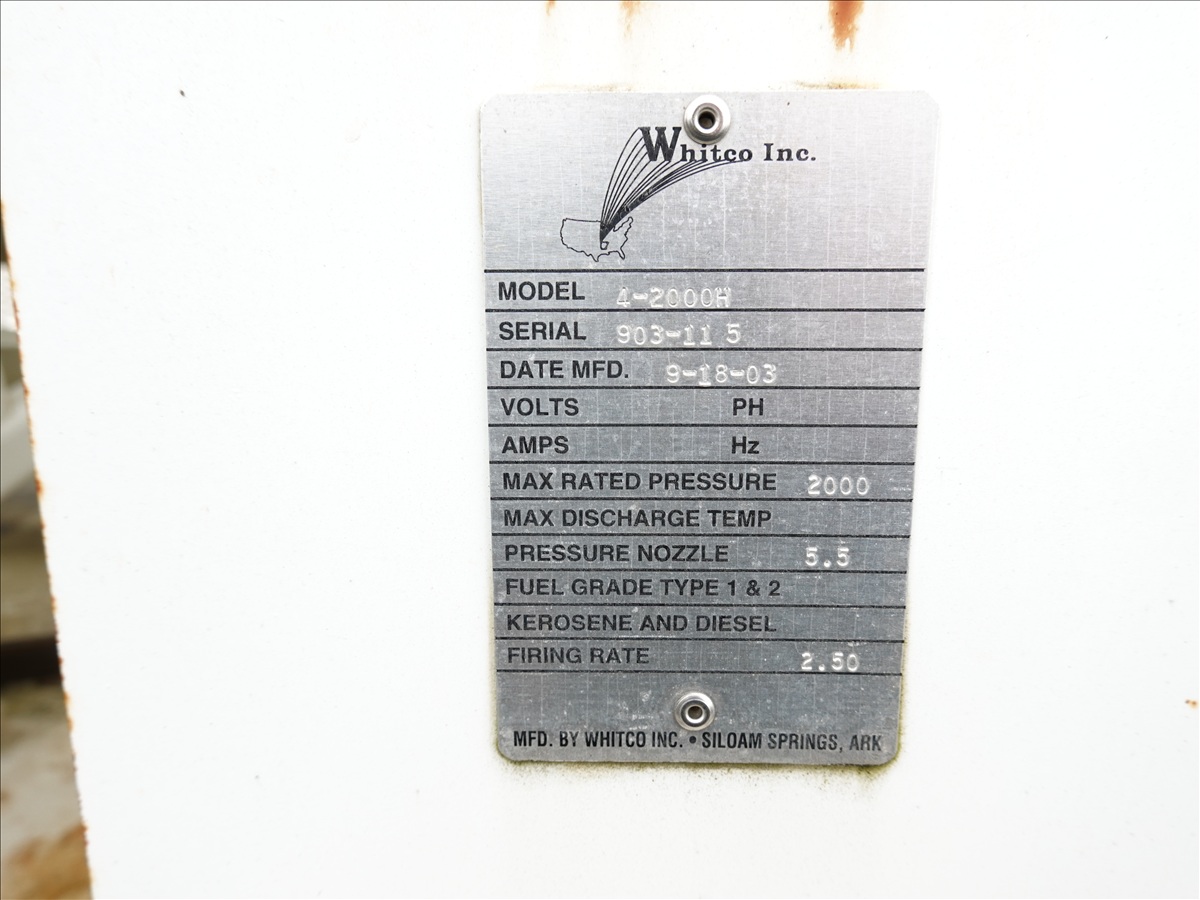 Whitco Inc.
MODEL 4-2000H
SERIAL 903-11 5
DATE MFD. 9-18-03
VOLTS PH
AMPS Hz
MAX RATED PRESSURE 2000
MAX DISCHARGE TEMP
PRESSURE NOZZLE 5.5
FUEL GRADE TYPE 1 & 2
KEROSENE AND DIESEL
FIRING RATE 2.50
MFD. BY WHITCO INC. • SILOAM SPRINGS, ARK